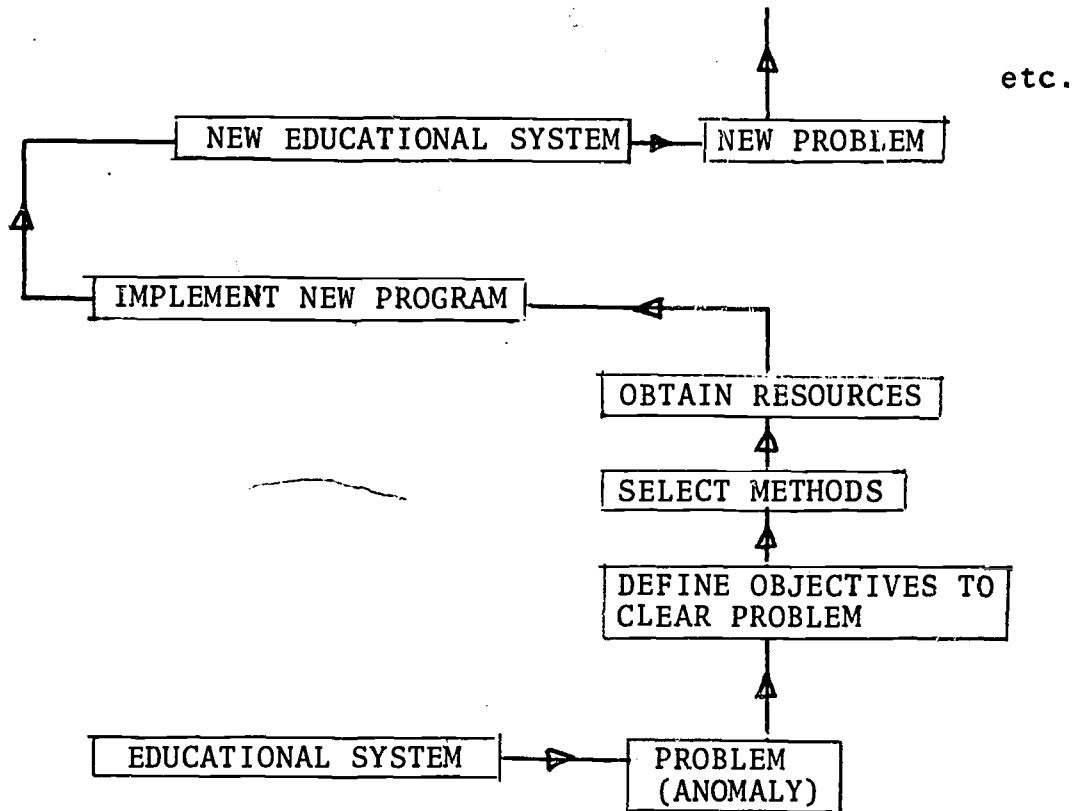 etc.
NEW EDUCATIONAL SYSTEM
NEW PROBLEM
IMPLEMENT NEW PROGRAM
OBTAIN RESOURCES
SELECT METHODS
DEFINE OBJECTIVES TO
CLEAR PROBLEM
EDUCATIONAL SYSTEM
PROBLEM
(ANOMALY)